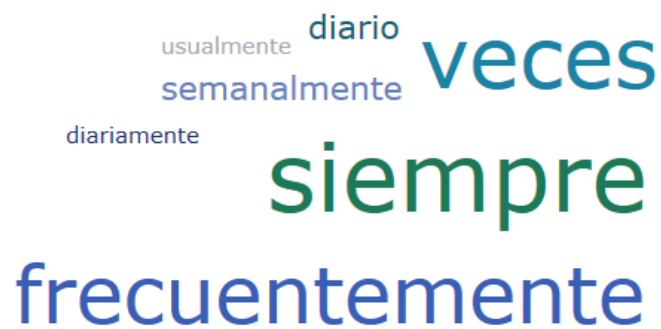 diario
usualmente
veces
semanalmente
diariamente
siempre
frecuentemente